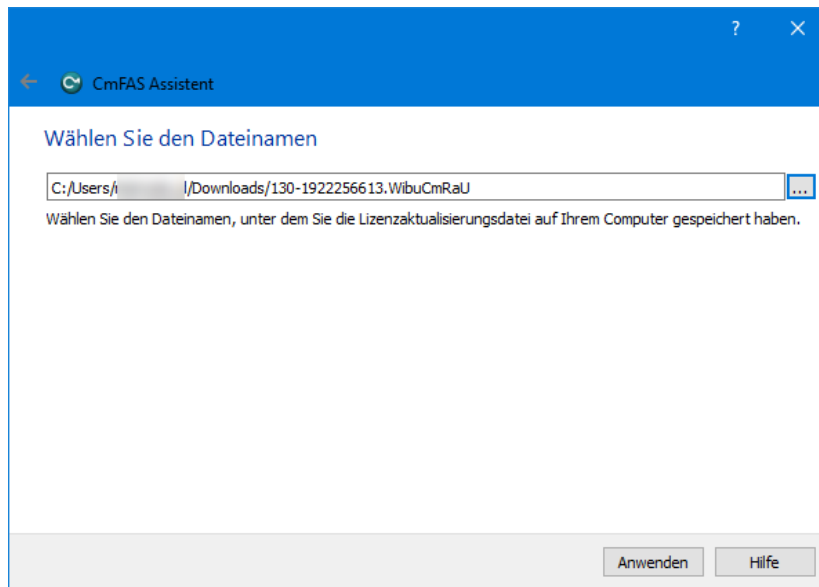 ?
CmFAS Assistent
Wählen Sie den Dateinamen
C:/Users/ /Downloads/130-1922256613.WibuCmRaU
...
Wählen Sie den Dateinamen, unter dem Sie die Lizenzaktualisierungsdatei auf Ihrem Computer gespeichert haben.
Anwenden Hilfe